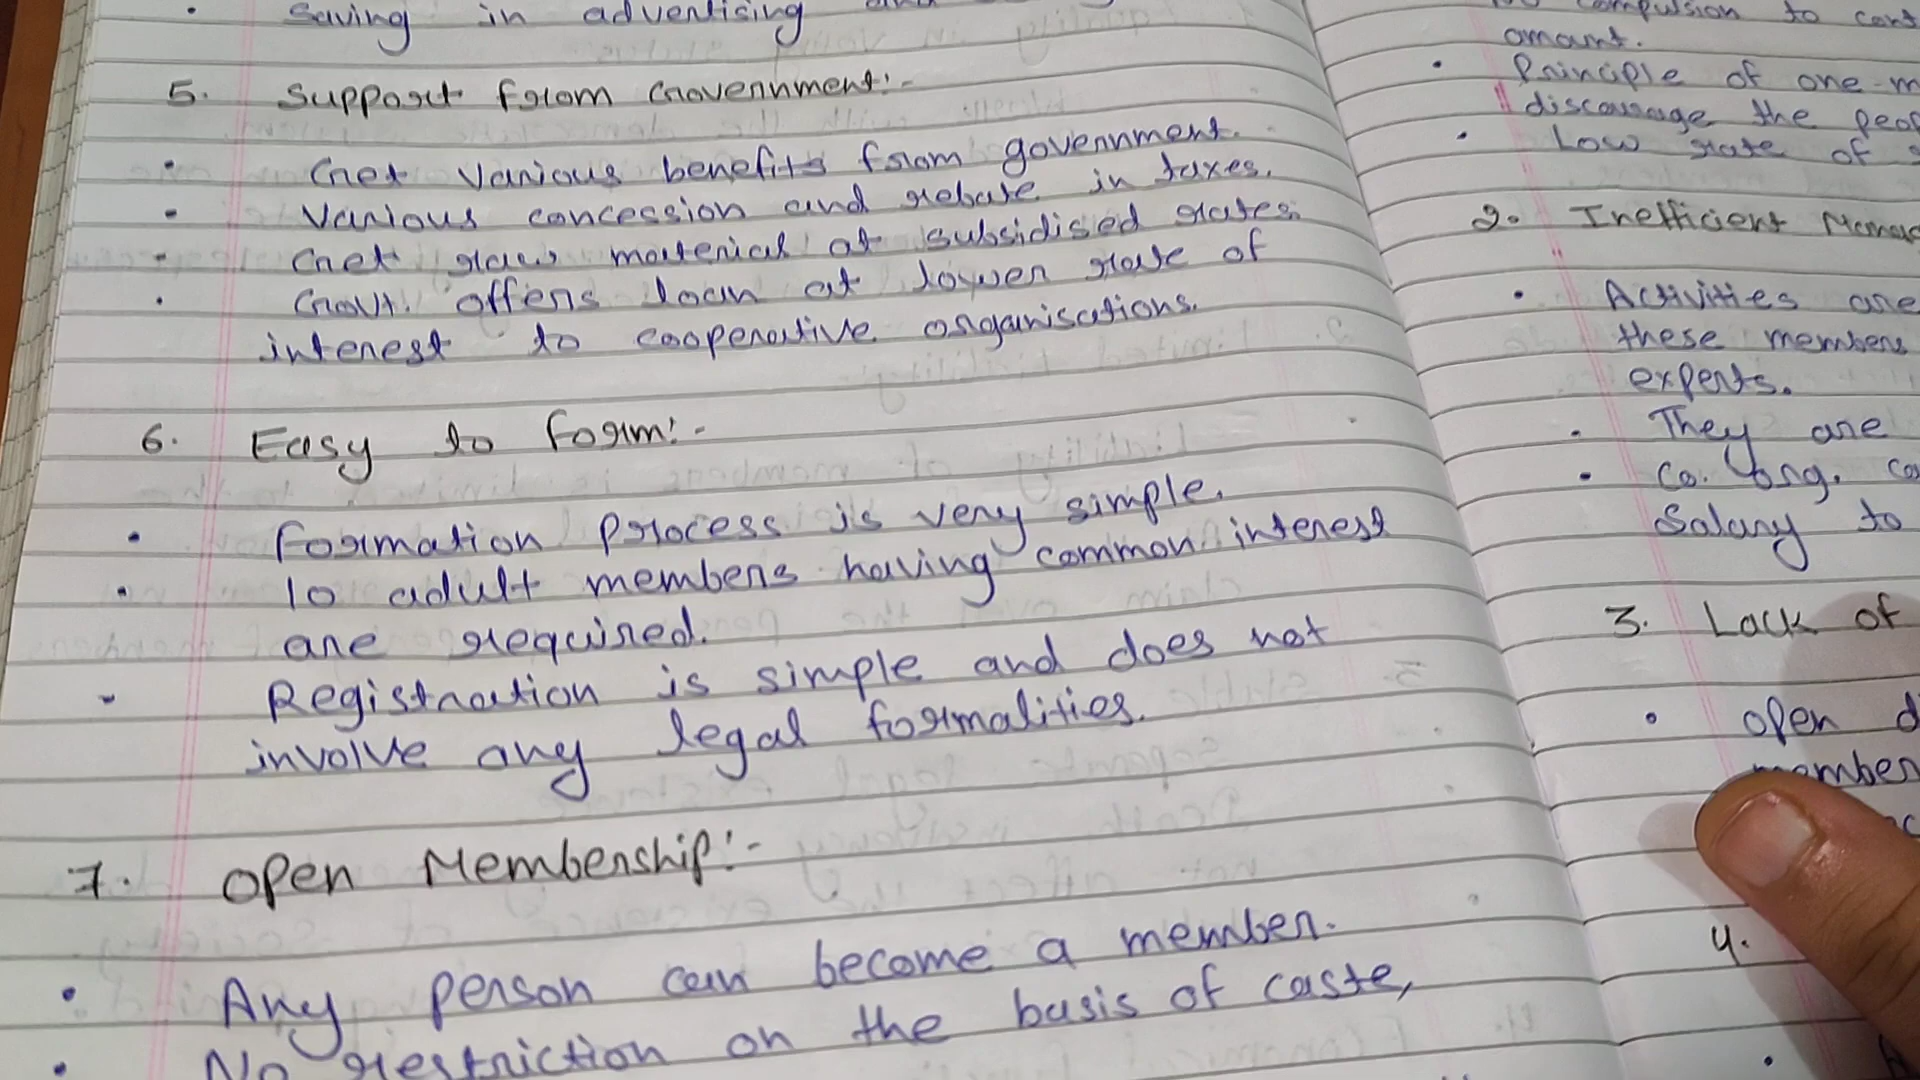 Saving in advertising
5. Support from Government:-
• Get various benefits from government.
• Various concession and rebate in taxes.
• Get raw material at subsidised rates.
• Govt. offers loan at lower rate of
interest to cooperative organisations.
6. Easy to form:-
• Formation process is very simple.
• 10 adult members having common interest
are required.
• Registration is simple and does not
involve any legal formalities.
7. Open Membership:-
• Any person can become a member.
• No restriction on the basis of caste,
compulsion to
amount.
• Principle of one-m
discourage the
• Low rate of
2. Inefficient
• Activities are
these members
experts.
• They are
• Co. org.
Salary to
3. Lack of
• open
member
4.